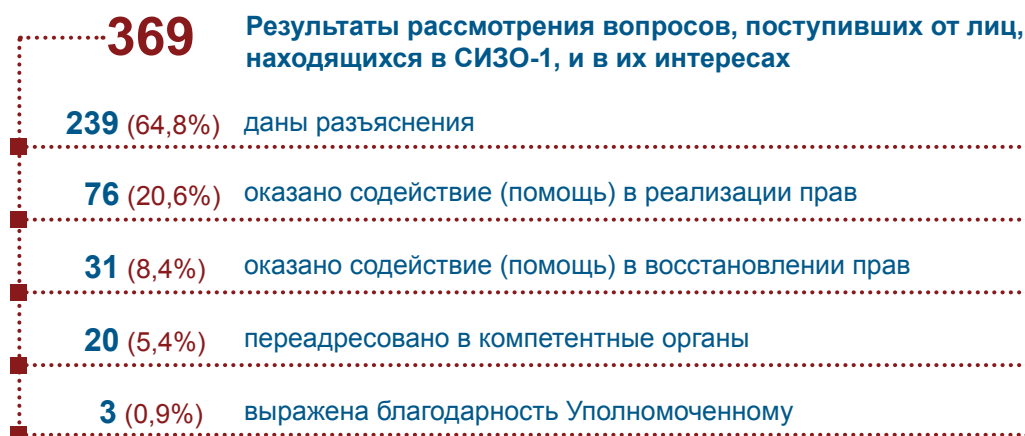 369
Результаты рассмотрения вопросов, поступивших от лиц,
находящихся в СИЗО-1, и в их интересах
239 (64,8%) даны разъяснения
76 (20,6%) оказано содействие (помощь) в реализации прав
31 (8,4%) оказано содействие (помощь) в восстановлении прав
20 (5,4%) переадресовано в компетентные органы
3 (0,9%) выражена благодарность Уполномоченному